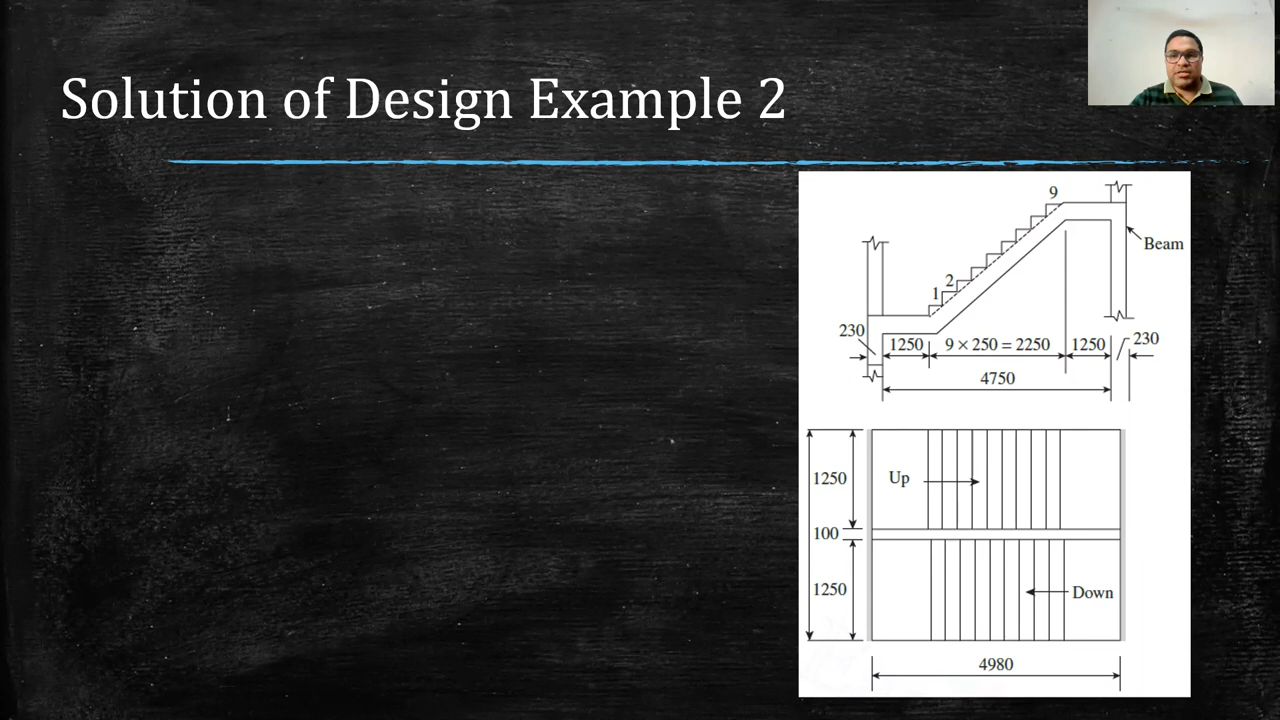 Solution of Design Example 2
9
Beam
2
1
230
1250
9 × 250 = 2250
1250
230
4750
1250
Up
100
1250
Down
4980